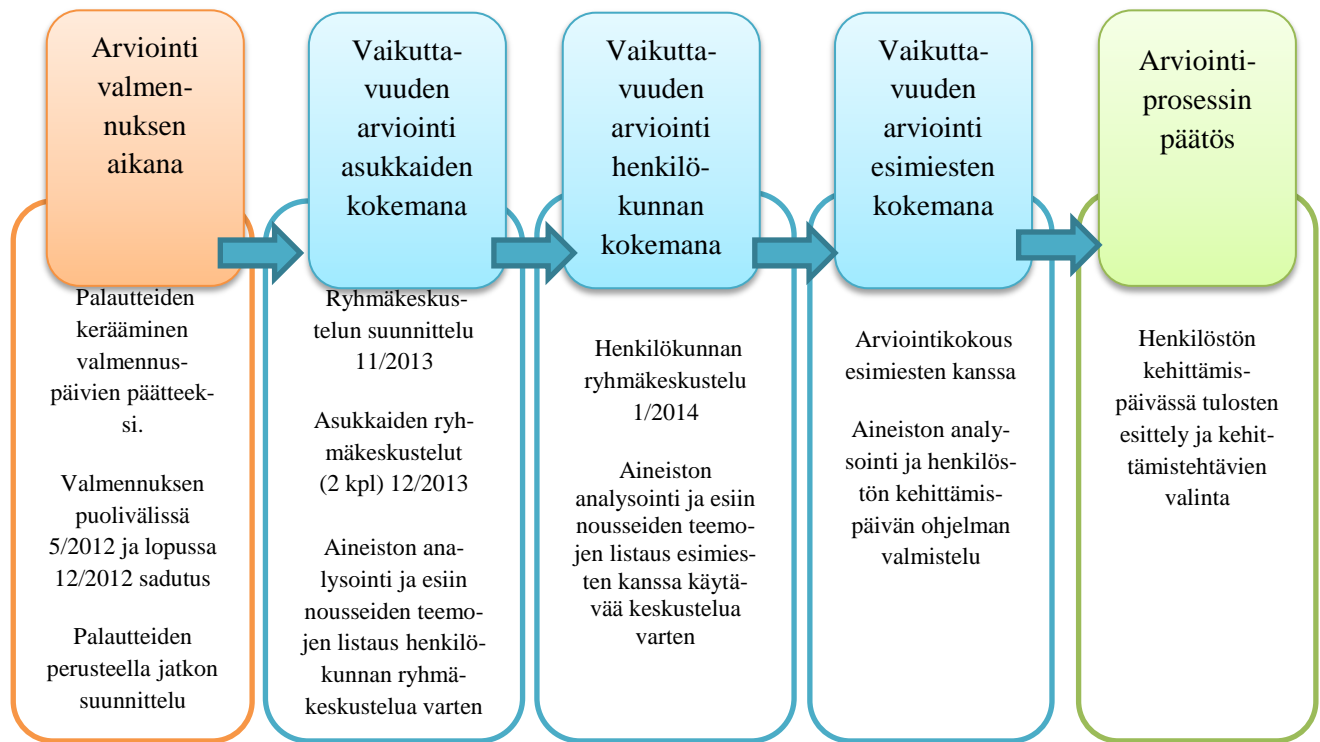 Arviointi
valmen-
nuksen
aikana
Palautteiden
kerääminen
valmennus-
päivien päätteek-
si.
Valmennuksen
puolivälissä
5/2012 ja lopussa
12/2012 sadutus
Palautteiden
perusteella jatkon
suunnittelu
Vaikutta-
vuuden
arviointi
asukkaiden
kokemana
Ryhmäkeskus-
telun suunnittelu
11/2013
Asukkaiden ryh-
mäkeskustelut
(2 kpl) 12/2013
Aineiston ana-
lysointi ja esiin
nousseiden teemo-
jen listaus henkilö-
kunnan ryhmä-
keskustelua varten
Vaikutta-
vuuden
arviointi
henkilö-
kunnan
kokemana
Henkilökunnan
ryhmäkeskustelu
1/2014
Aineiston
analysointi ja esiin
nousseiden teemo-
jen listaus esimies-
ten kanssa käytä-
vää keskustelua
varten
Vaikutta-
vuuden
arviointi
esimiesten
kokemana
Arviointikokous
esimiesten kanssa
Aineiston analy-
sointi ja henkilös-
tön kehittämis-
päivän ohjelman
valmistelu
Arviointi-
prosessin
päätös
Henkilöstön
kehittämis-
päivässä tulosten
esittely ja kehit-
tämistehtävien
valinta